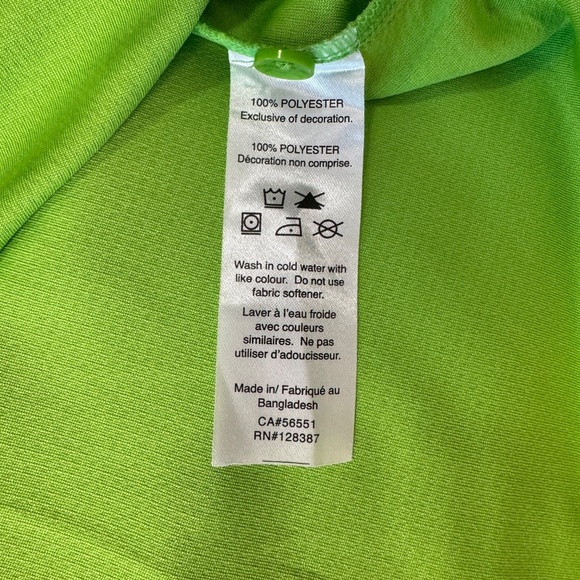 100% POLYESTER
Exclusive of decoration.
100% POLYESTER
Décoration non comprise.
Wash in cold water with
like colour. Do not use
fabric softener.
Laver à l'eau froide
avec couleurs
similaires. Ne pas
utiliser d'adoucisseur.
Made in/ Fabriqué au
Bangladesh
CA#56551
RN#128387